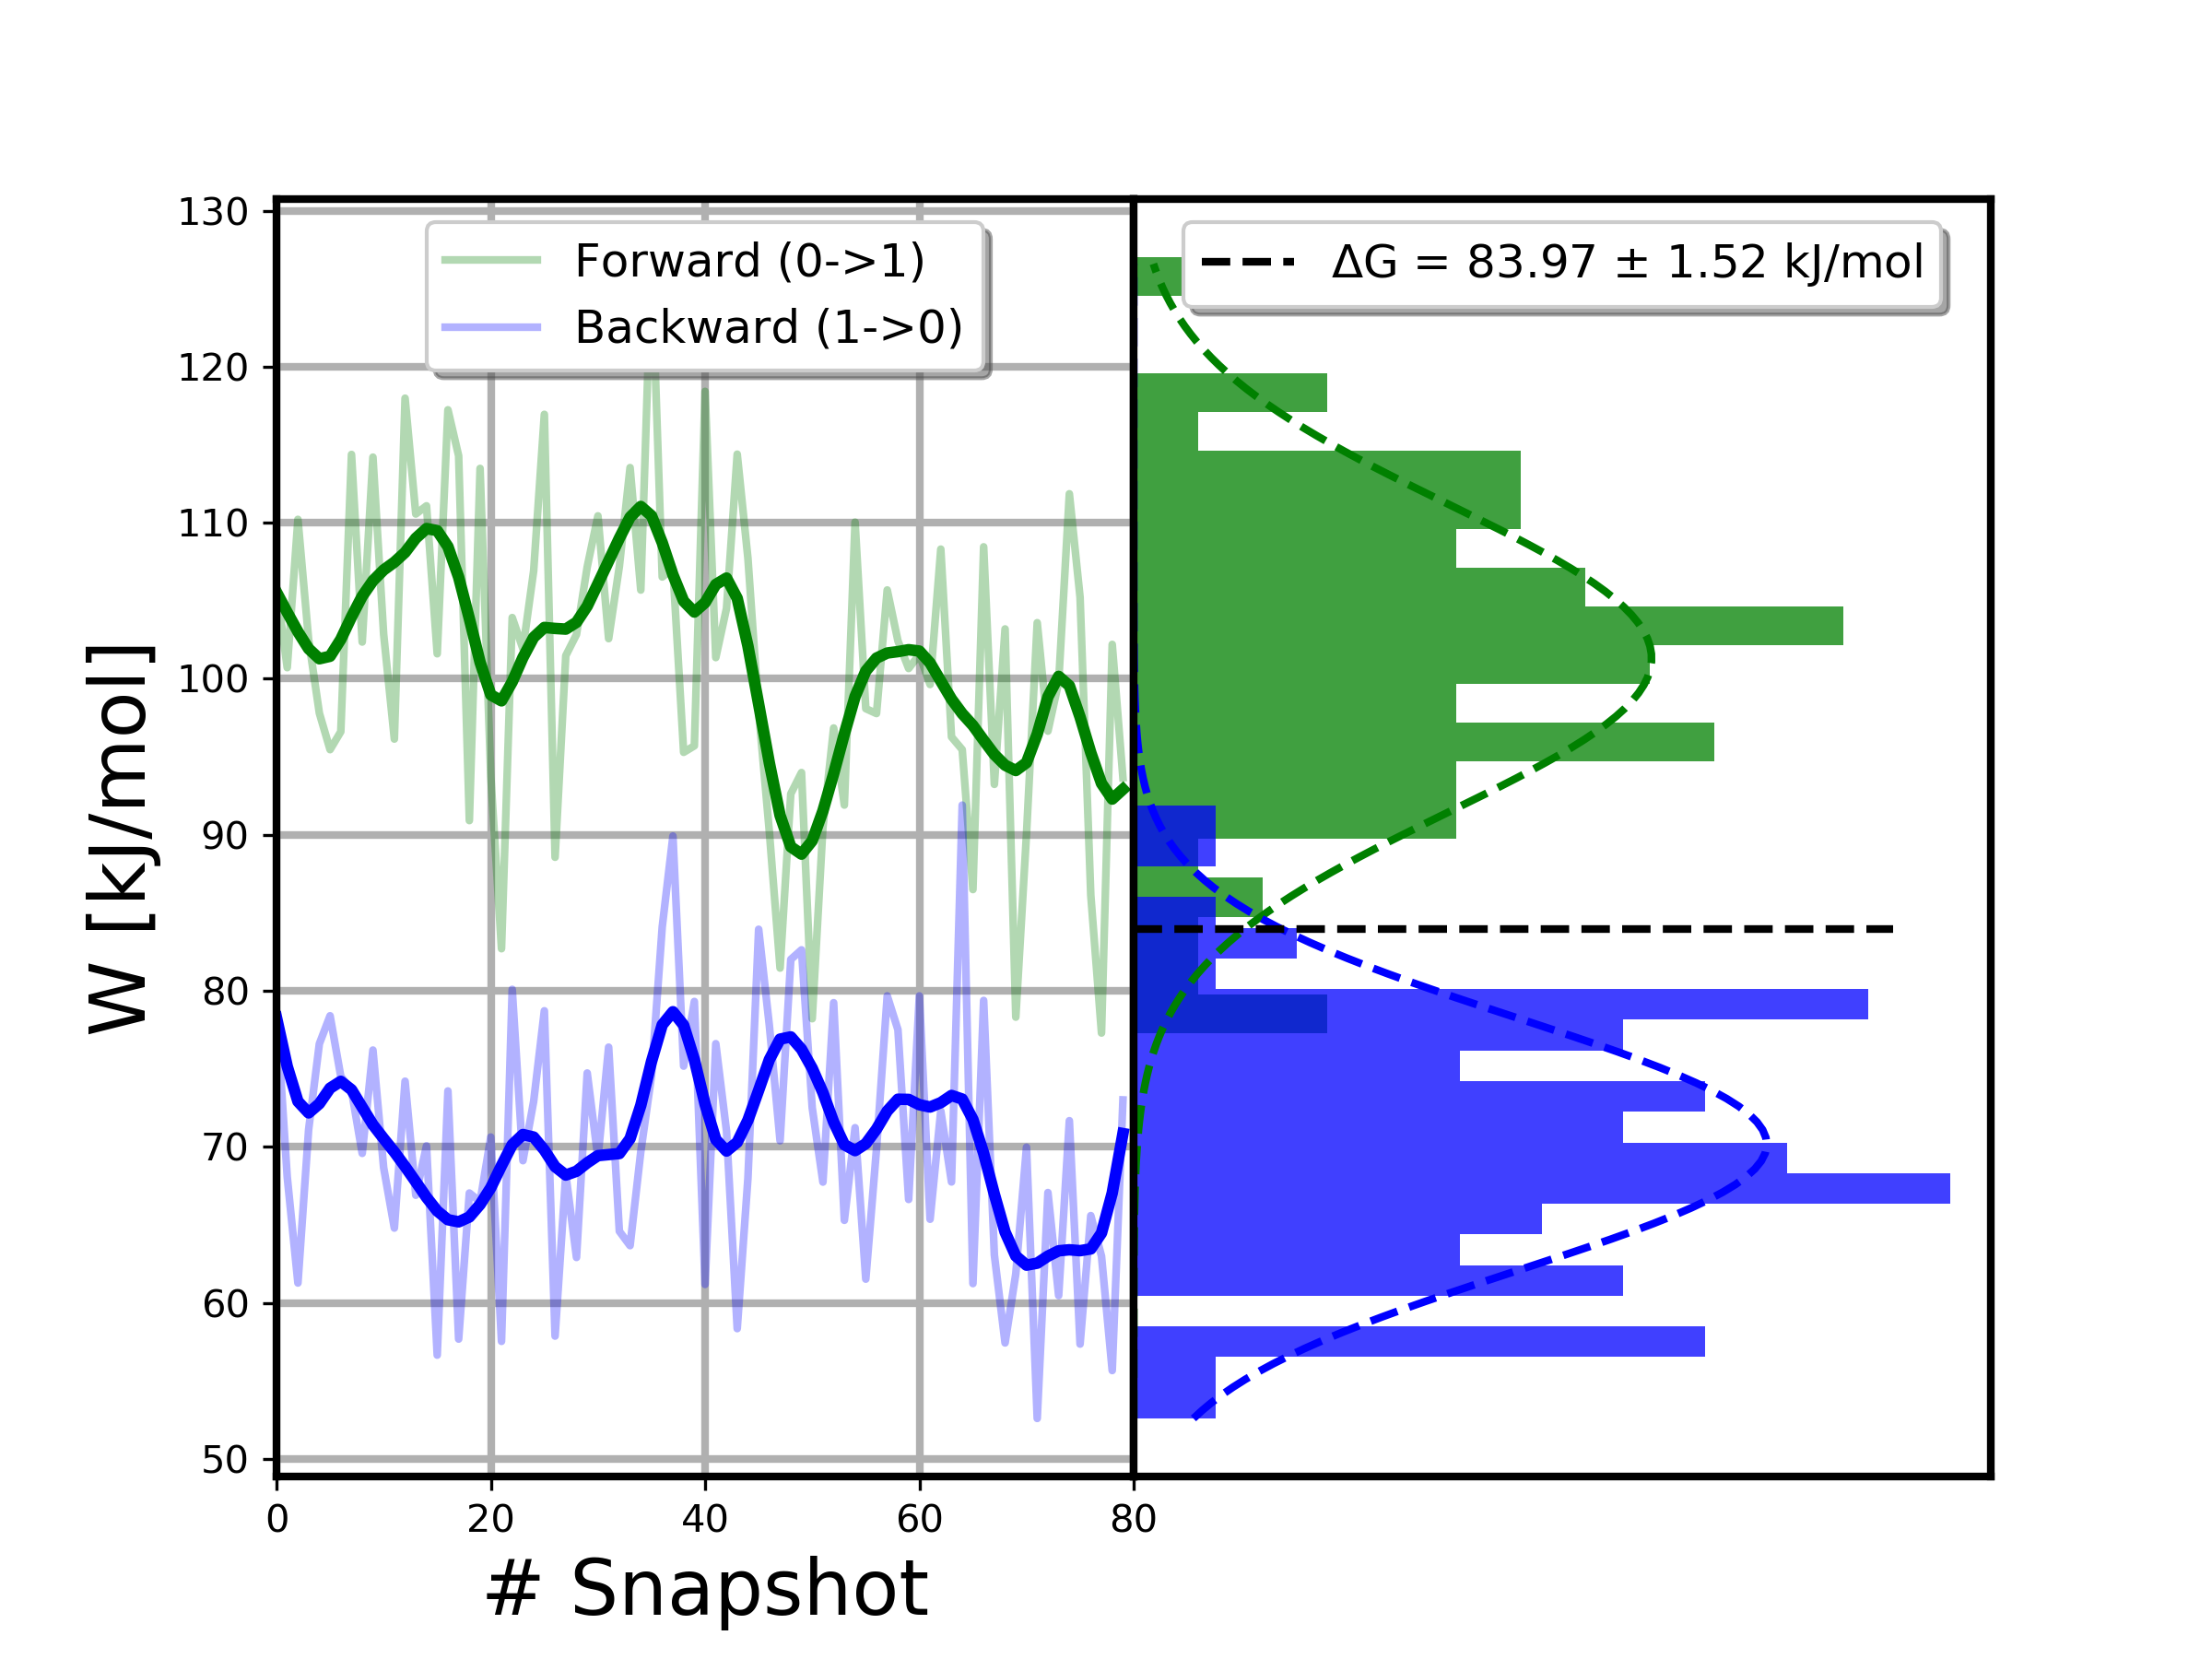 130
120
110
100
90
80
70
60
50
W [kJ/mol]
Forward (0->1)
Backward (1->0)
ΔG = 83.97 ± 1.52 kJ/mol
0 20 40 60 80
# Snapshot